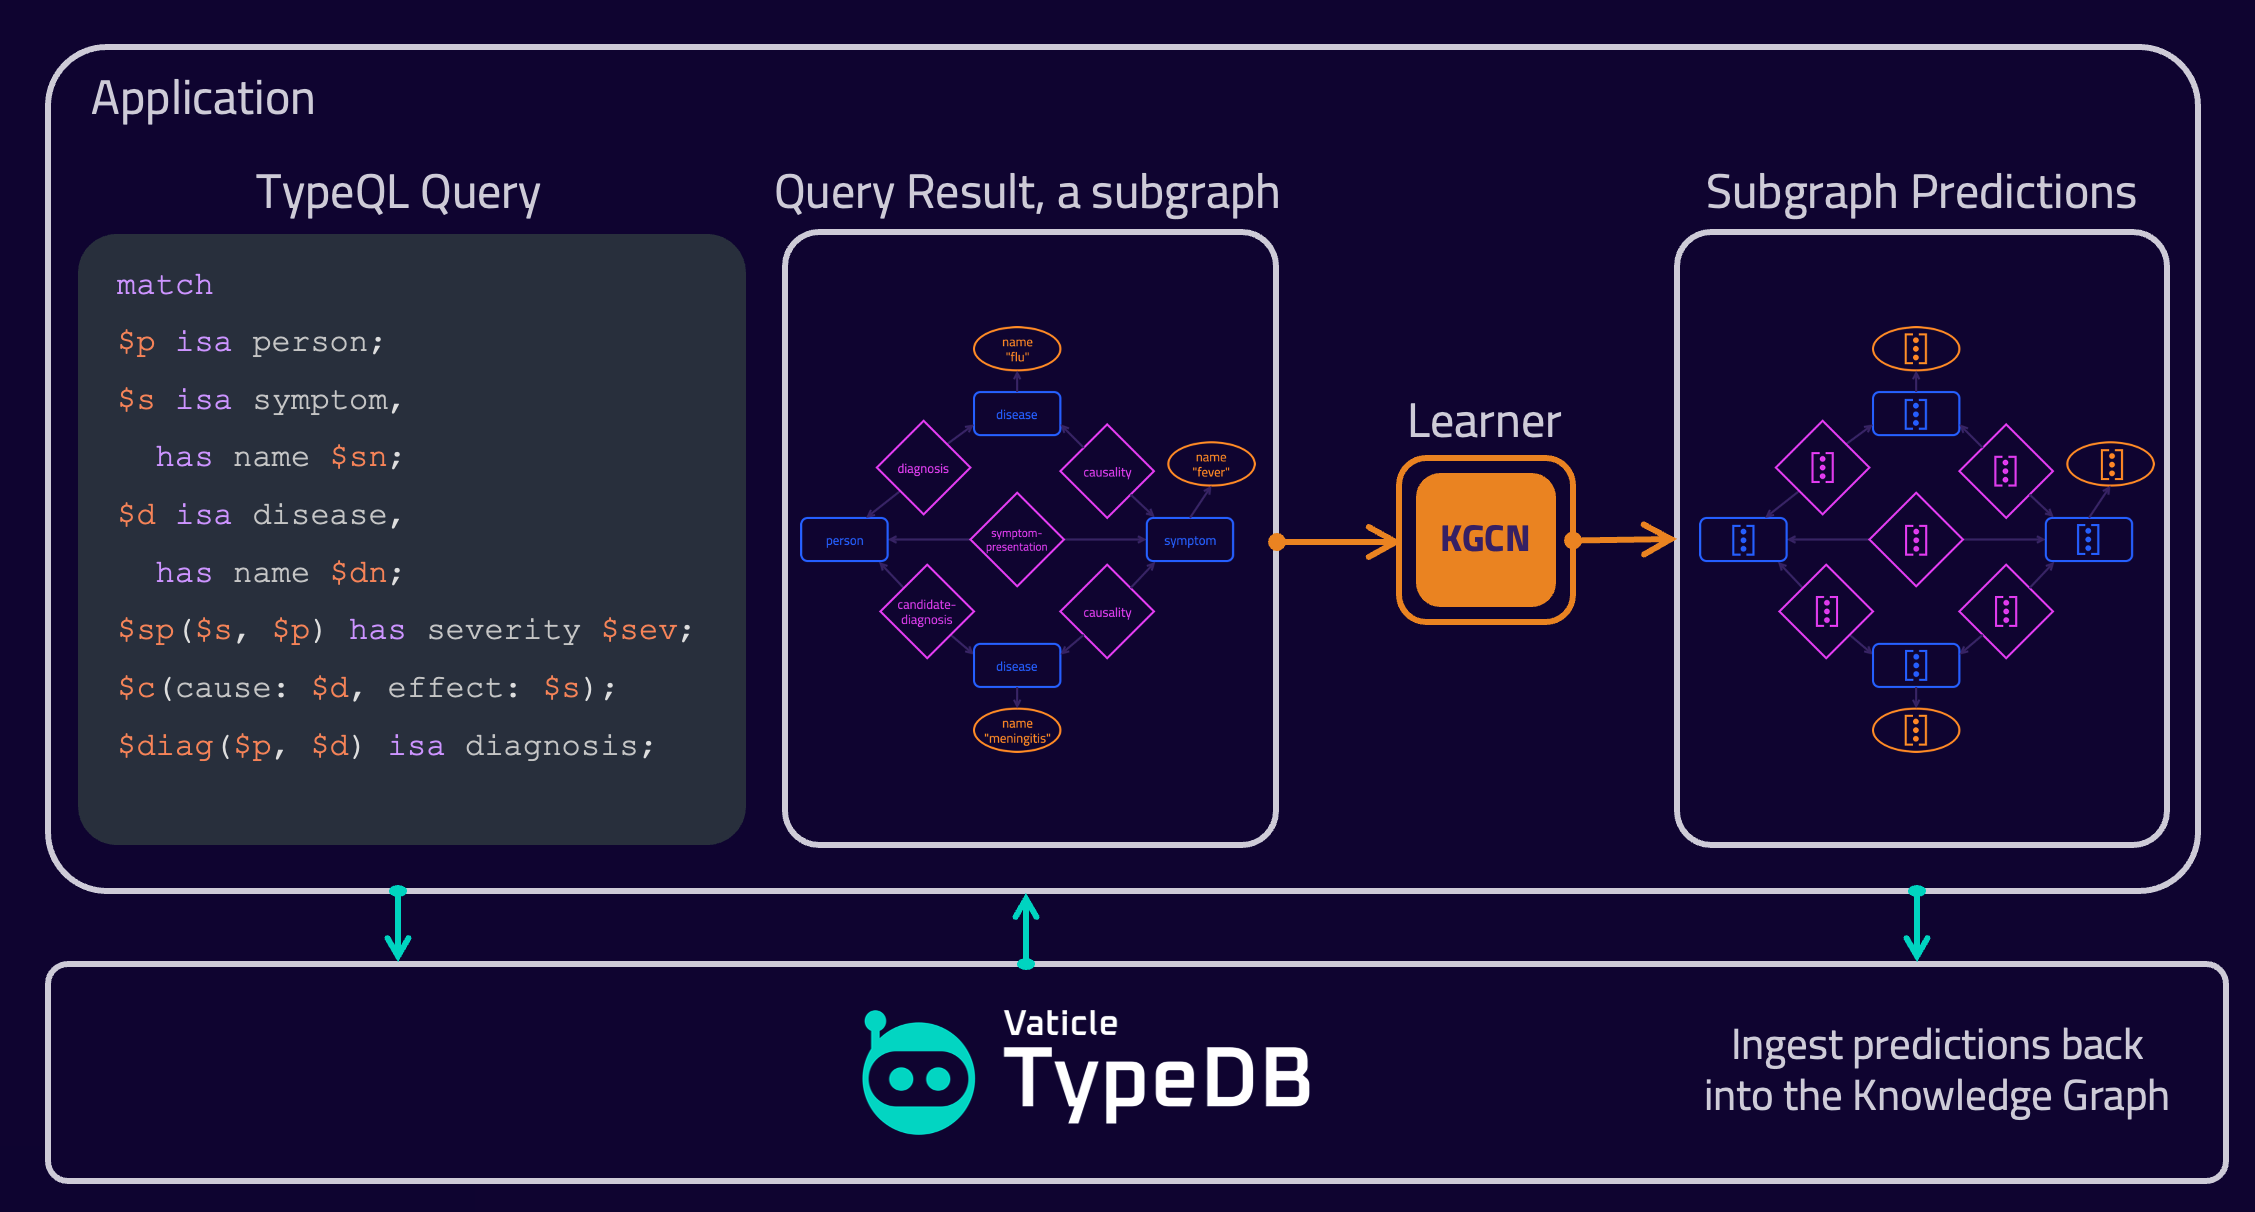 Application
TypeQL Query
match
$p isa person;
$s isa symptom,
has name $sn;
$d isa disease,
has name $dn;
$sp($s, $p) has severity $sev;
$c(cause: $d, effect: $s);
$diag($p, $d) isa diagnosis;
Query Result, a subgraph
name
"flu"
disease
diagnosis
causality
name
"fever"
person
symptom-
presentation
symptom
candidate-
diagnosis
causality
disease
name
"meningitis"
Learner
KGCN
Subgraph Predictions
Vaticle
TypeDB
Ingest predictions back
into the Knowledge Graph